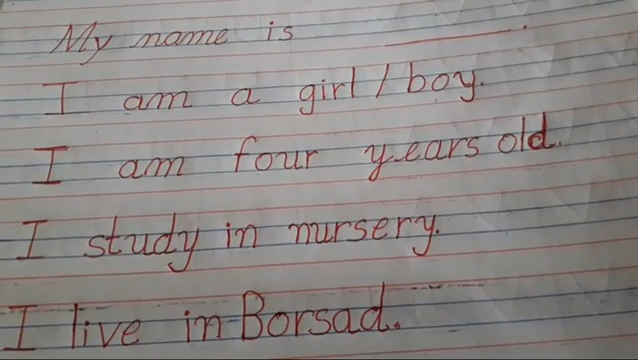 My name is ________.
I am a girl / boy.
I am four years old.
I study in nursery.
I live in Borsad.